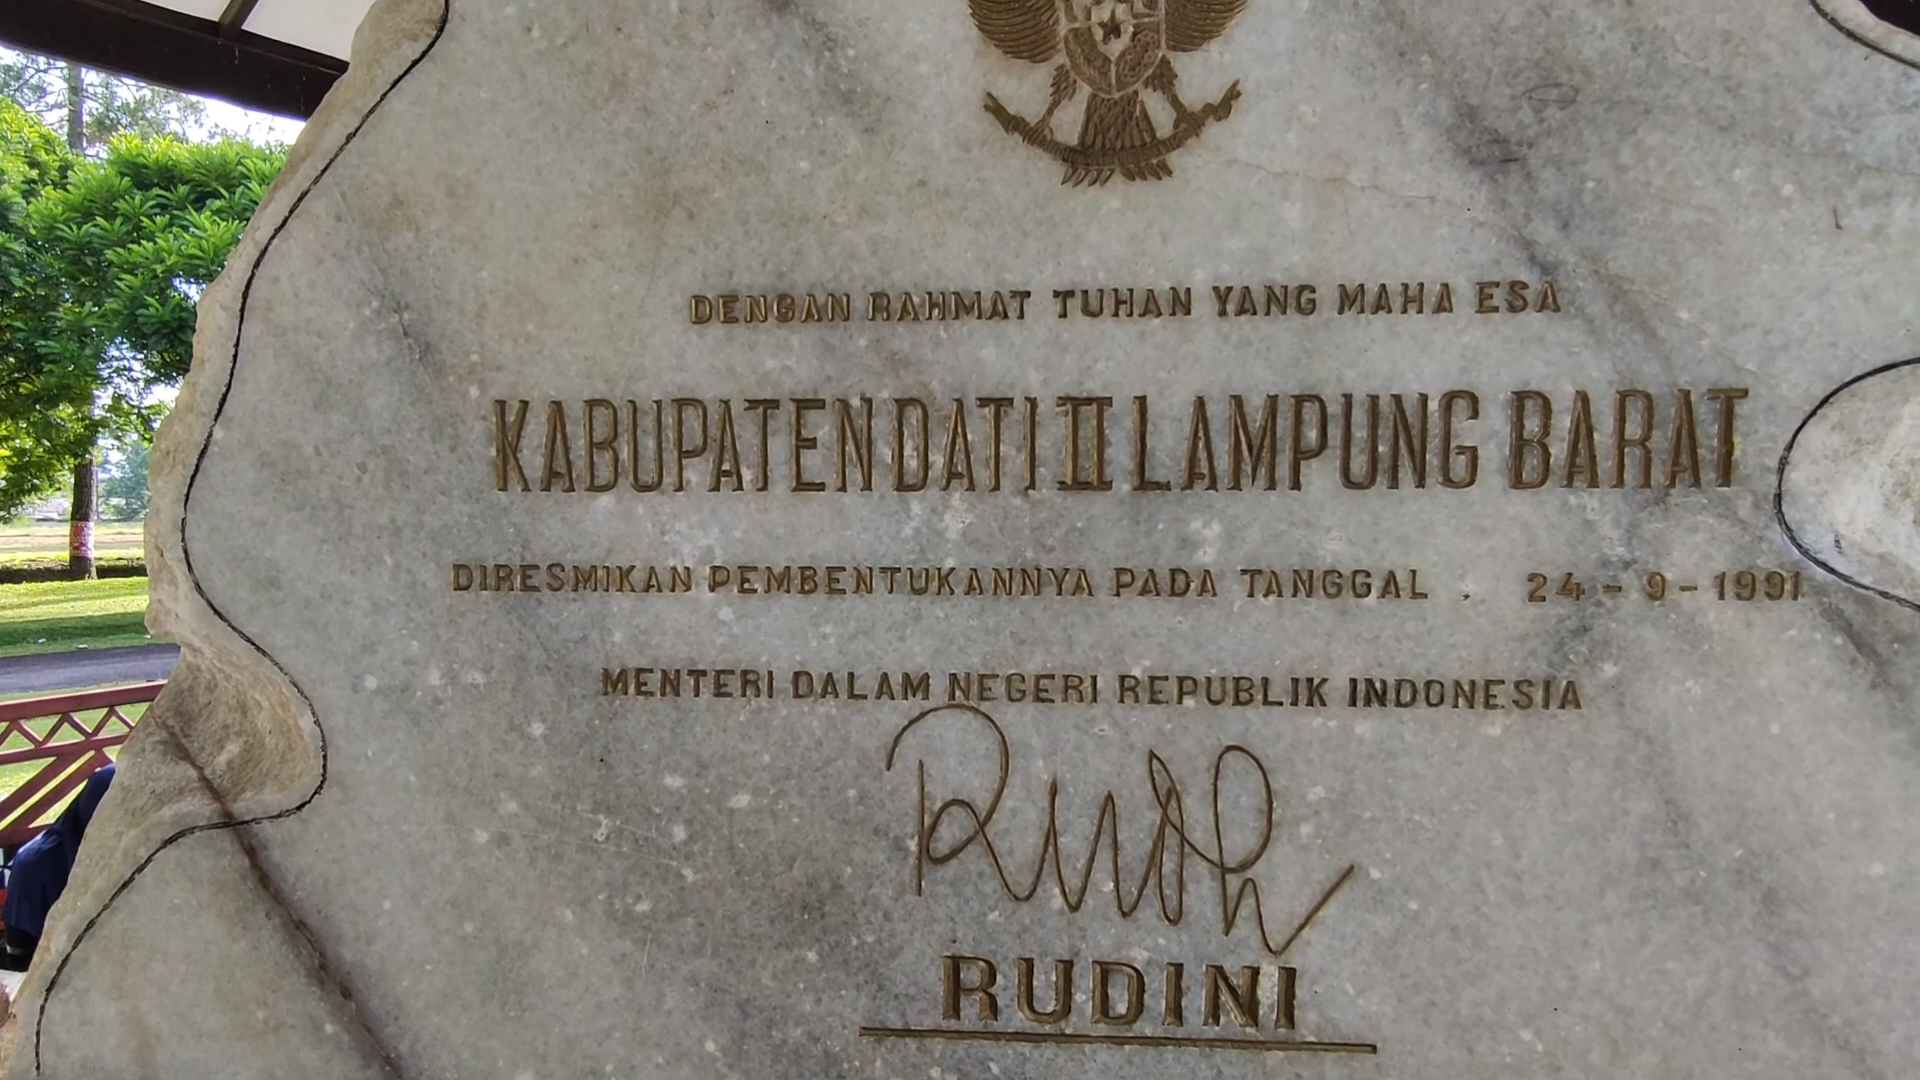 DENGAN RAHMAT TUHAN YANG MAHA ESA
KABUPATEN DATI II LAMPUNG BARAT
DIRESMIKAN PEMBENTUKANNYA PADA TANGGAL . 24 - 9 - 1991
MENTERI DALAM NEGERI REPUBLIK INDONESIA
RUDINI